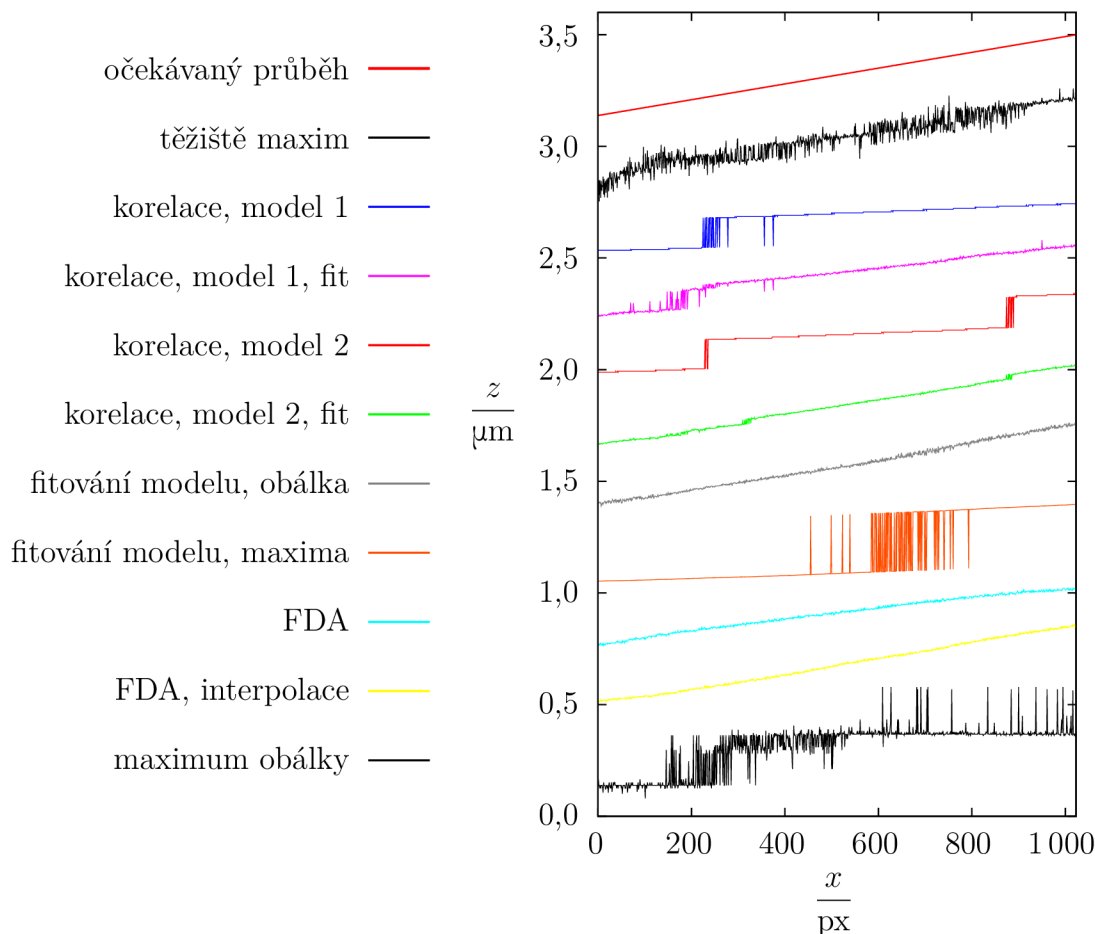 očekávaný průběh
těžiště maxim
korelace, model 1
korelace, model 1, fit
korelace, model 2
korelace, model 2, fit
fitování modelu, obálka
fitování modelu, maxima
FDA
FDA, interpolace
maximum obálky
z
µm
3,5
3,0
2,5
2,0
1,5
1,0
0,5
0,0
0 200 400 600 800 1 000
x
px